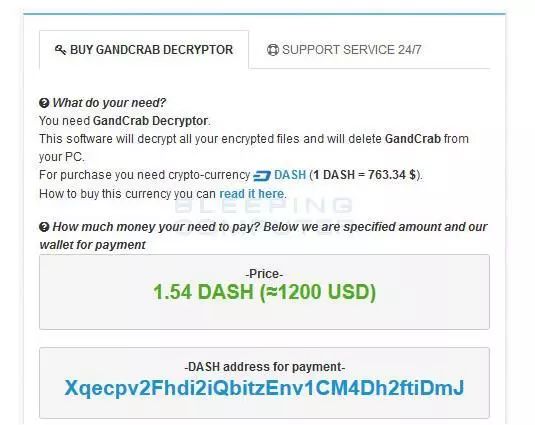 BUY GANDCRAB DECRYPTOR
SUPPORT SERVICE 24/7
What do your need?
You need GandCrab Decryptor.
This software will decrypt all your encrypted files and will delete GandCrab from
your PC.
For purchase you need crypto-currency DASH (1 DASH = 763.34 $).
How to buy this currency you can read it here.
BLEEPING
COMPUTER
How much money your need to pay? Below we are specified amount and our
wallet for payment
-Price-
1.54 DASH (≈1200 USD)
-DASH address for payment-
Xqecpv2Fhdi2iQbitzEnv1CM4Dh2ftiDmJ